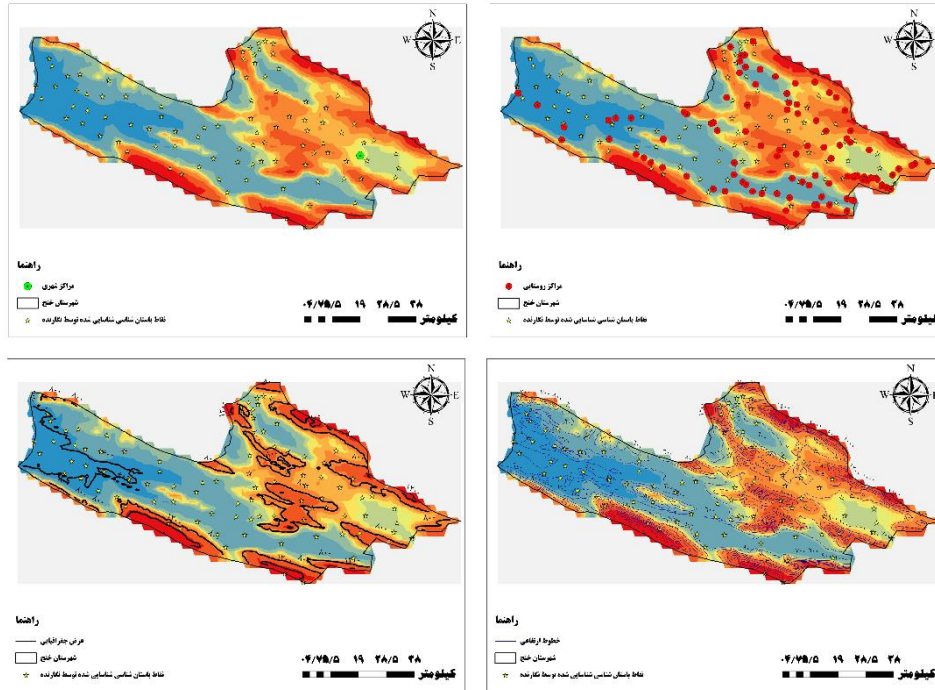 N
W E
S
راهنما
مراکز شهری
شهرستان خنج
نقاط باستان شناسی شناسایی شده توسط نگارنده
۰۴/۷۵ ۹/۵ ۱۹ ۲۸/۵ ۳۸
کیلومتر
N
W E
S
راهنما
مراکز روستایی
شهرستان خنج
نقاط باستان شناسی شناسایی شده توسط نگارنده
۰۴/۷۵ ۹/۵ ۱۹ ۲۸/۵ ۳۸
کیلومتر
N
W E
S
راهنما
عرض جغرافیایی
شهرستان خنج
نقاط باستان شناسی شناسایی شده توسط نگارنده
۰۴/۷۵ ۹/۵ ۱۹ ۲۸/۵ ۳۸
کیلومتر
N
W E
S
راهنما
خطوط ارتفاعی
شهرستان خنج
نقاط باستان شناسی شناسایی شده توسط نگارنده
۰۴/۷۵ ۹/۵ ۱۹ ۲۸/۵ ۳۸
کیلومتر